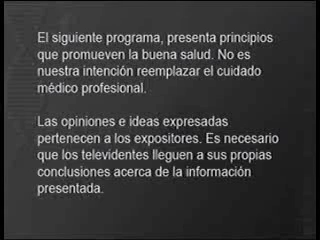 El siguiente programa, presenta principios
que promueven la buena salud. No es
nuestra intención reemplazar el cuidado
médico profesional.
Las opiniones e ideas expresadas
pertenecen a los expositores. Es necesario
que los televidentes lleguen a sus propias
conclusiones acerca de la información
presentada.